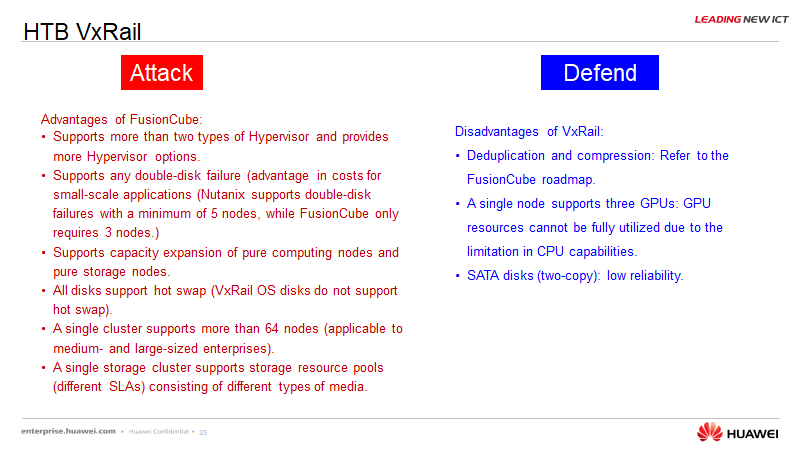 LEADING NEW ICT
HTB VxRail
Attack
Advantages of FusionCube:
• Supports more than two types of Hypervisor and provides
more Hypervisor options.
• Supports any double-disk failure (advantage in costs for
small-scale applications (Nutanix supports double-disk
failures with a minimum of 5 nodes, while FusionCube only
requires 3 nodes.)
• Supports capacity expansion of pure computing nodes and
pure storage nodes.
• All disks support hot swap (VxRail OS disks do not support
hot swap).
• A single cluster supports more than 64 nodes (applicable to
medium- and large-sized enterprises).
• A single storage cluster supports storage resource pools
(different SLAs) consisting of different types of media.
Defend
Disadvantages of VxRail:
• Deduplication and compression: Refer to the
FusionCube roadmap.
• A single node supports three GPUs: GPU
resources cannot be fully utilized due to the
limitation in CPU capabilities.
• SATA disks (two-copy): low reliability.
enterprise.huawei.com • Huawei Confidential • 25
HUAWEI